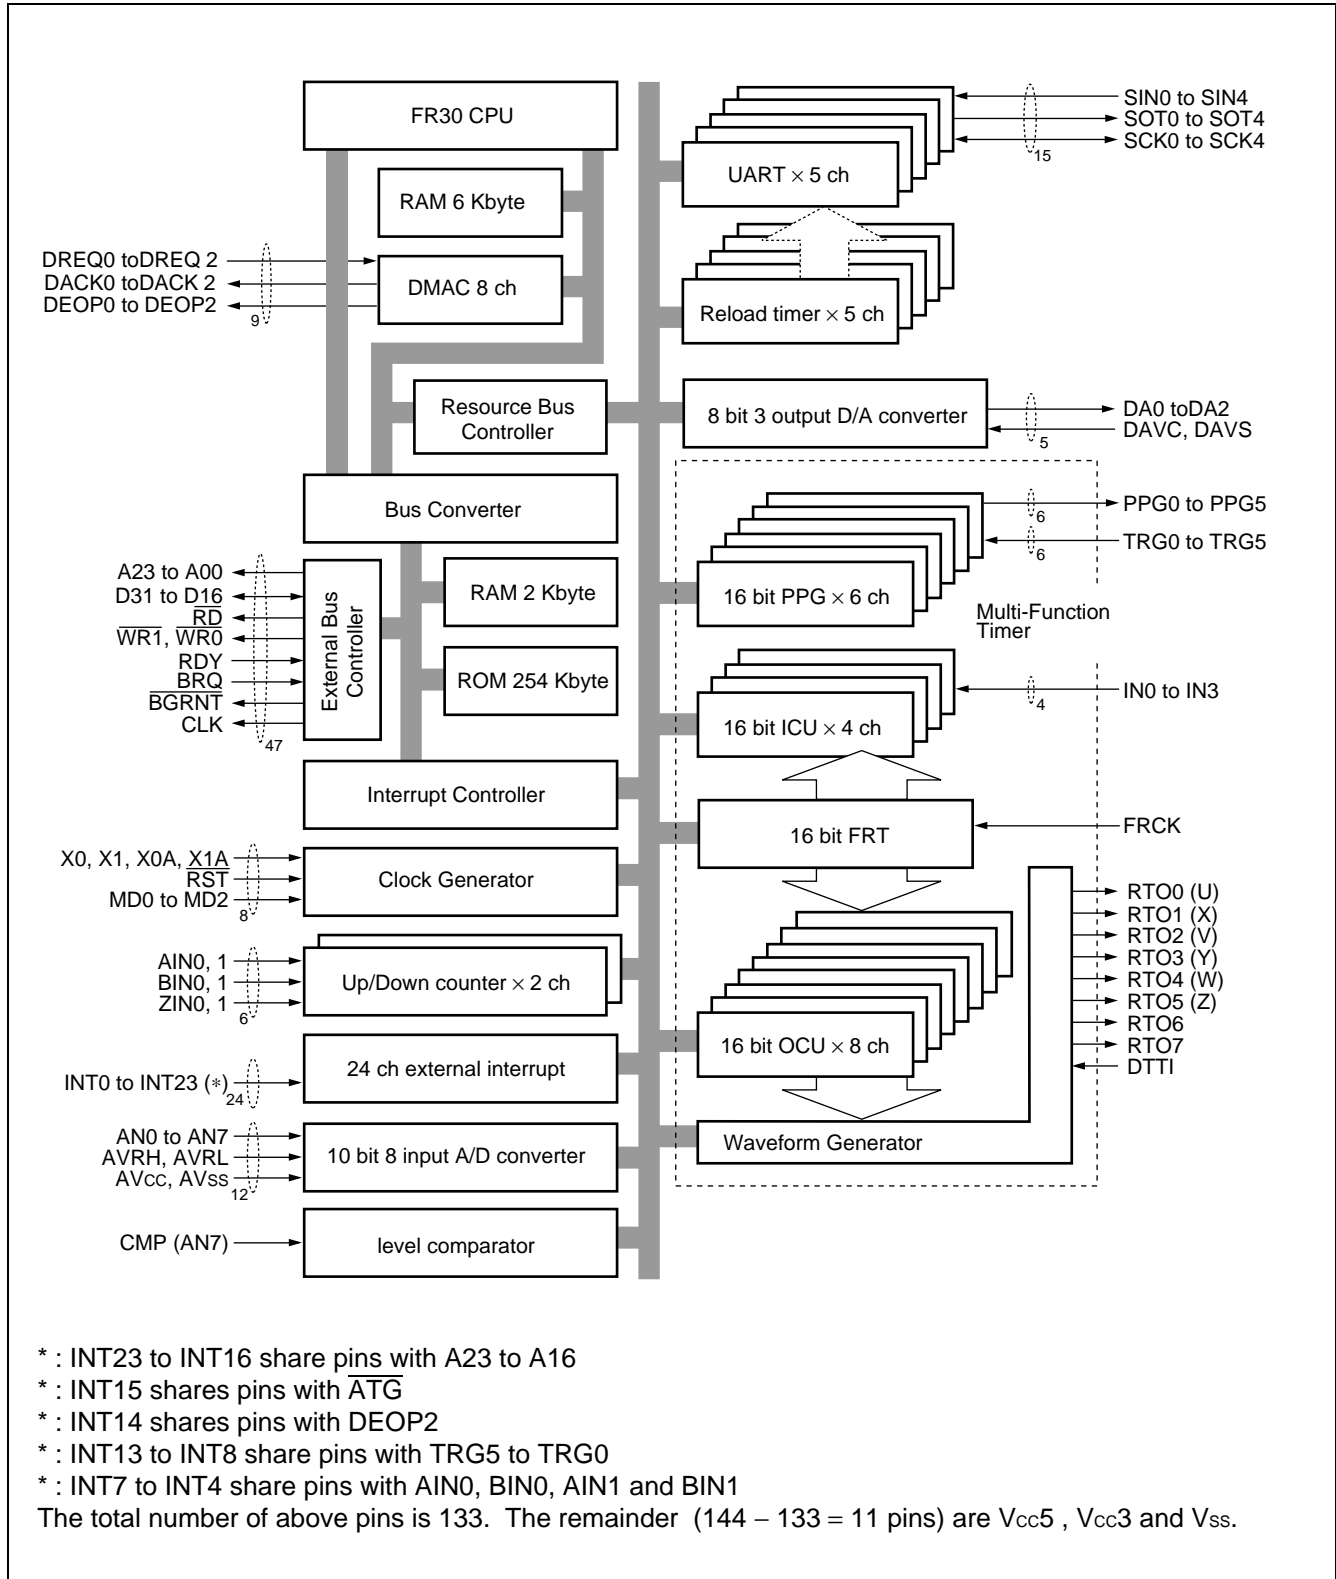 FR30 CPU
RAM 6 Kbyte
DREQ0 toDREQ 2
DACK0 toDACK 2
DEOP0 to DEOP2
9
DMAC 8 ch
Resource Bus
Controller
Bus Converter
A23 to A00
D31 to D16
RD
WR1, WR0
RDY
BRQ
BGRNT
CLK
47
External Bus
Controller
RAM 2 Kbyte
ROM 254 Kbyte
Interrupt Controller
X0, X1, X0A, X1A
RST
MD0 to MD2
8
Clock Generator
AIN0, 1
BIN0, 1
ZIN0, 1
6
Up/Down counter × 2 ch
INT0 to INT23 (*)
24
24 ch external interrupt
AN0 to AN7
AVRH, AVRL
AVCC, AVSS
12
10 bit 8 input A/D converter
CMP (AN7)
level comparator
UART × 5 ch
15
SIN0 to SIN4
SOT0 to SOT4
SCK0 to SCK4
Reload timer × 5 ch
8 bit 3 output D/A converter
5
DA0 toDA2
DAVC, DAVS
16 bit PPG × 6 ch
6
PPG0 to PPG5
6
TRG0 to TRG5
Multi-Function
Timer
16 bit ICU × 4 ch
4
IN0 to IN3
16 bit FRT
FRCK
16 bit OCU × 8 ch
Waveform Generator
RTO0 (U)
RTO1 (X)
RTO2 (V)
RTO3 (Y)
RTO4 (W)
RTO5 (Z)
RTO6
RTO7
DTTI
* : INT23 to INT16 share pins with A23 to A16
* : INT15 shares pins with ATG
* : INT14 shares pins with DEOP2
* : INT13 to INT8 share pins with TRG5 to TRG0
* : INT7 to INT4 share pins with AIN0, BIN0, AIN1 and BIN1
The total number of above pins is 133. The remainder (144 − 133 = 11 pins) are VCC5 , VCC3 and VSS.